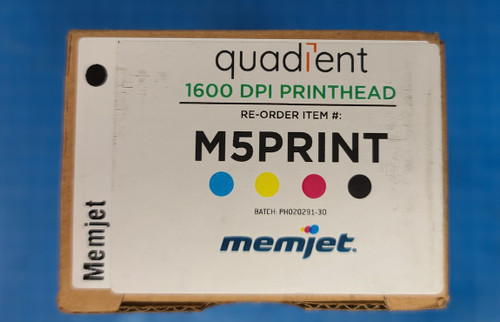 quadient
1600 DPI PRINTHEAD
RE-ORDER ITEM #:
M5PRINT
BATCH: PH020291-30
memjet.
Memjet